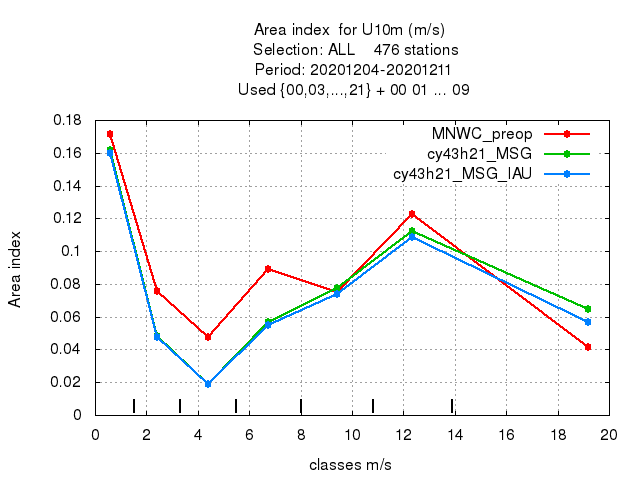 Area index for U10m (m/s)
Selection: ALL 476 stations
Period: 20201204-20201211
Used {00,03,...,21} + 00 01 ... 09
MNWC_preop
cy43h21_MSG
cy43h21_MSG_IAU
0.18
0.16
0.14
0.12
0.1
0.08
0.06
0.04
0.02
0
Area index
0 2 4 6 8 10 12 14 16 18 20
classes m/s